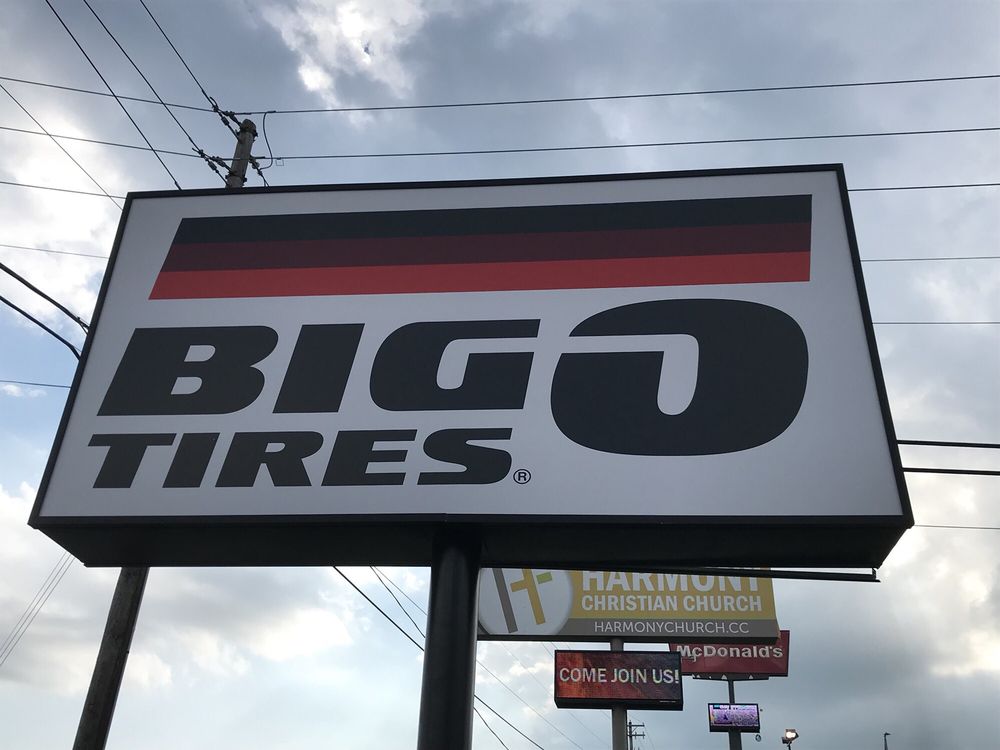 BIG O
TIRES®
HARMONY
CHRISTIAN CHURCH
HARMONYCHURCH.CC
COME JOIN US!
McDonald's